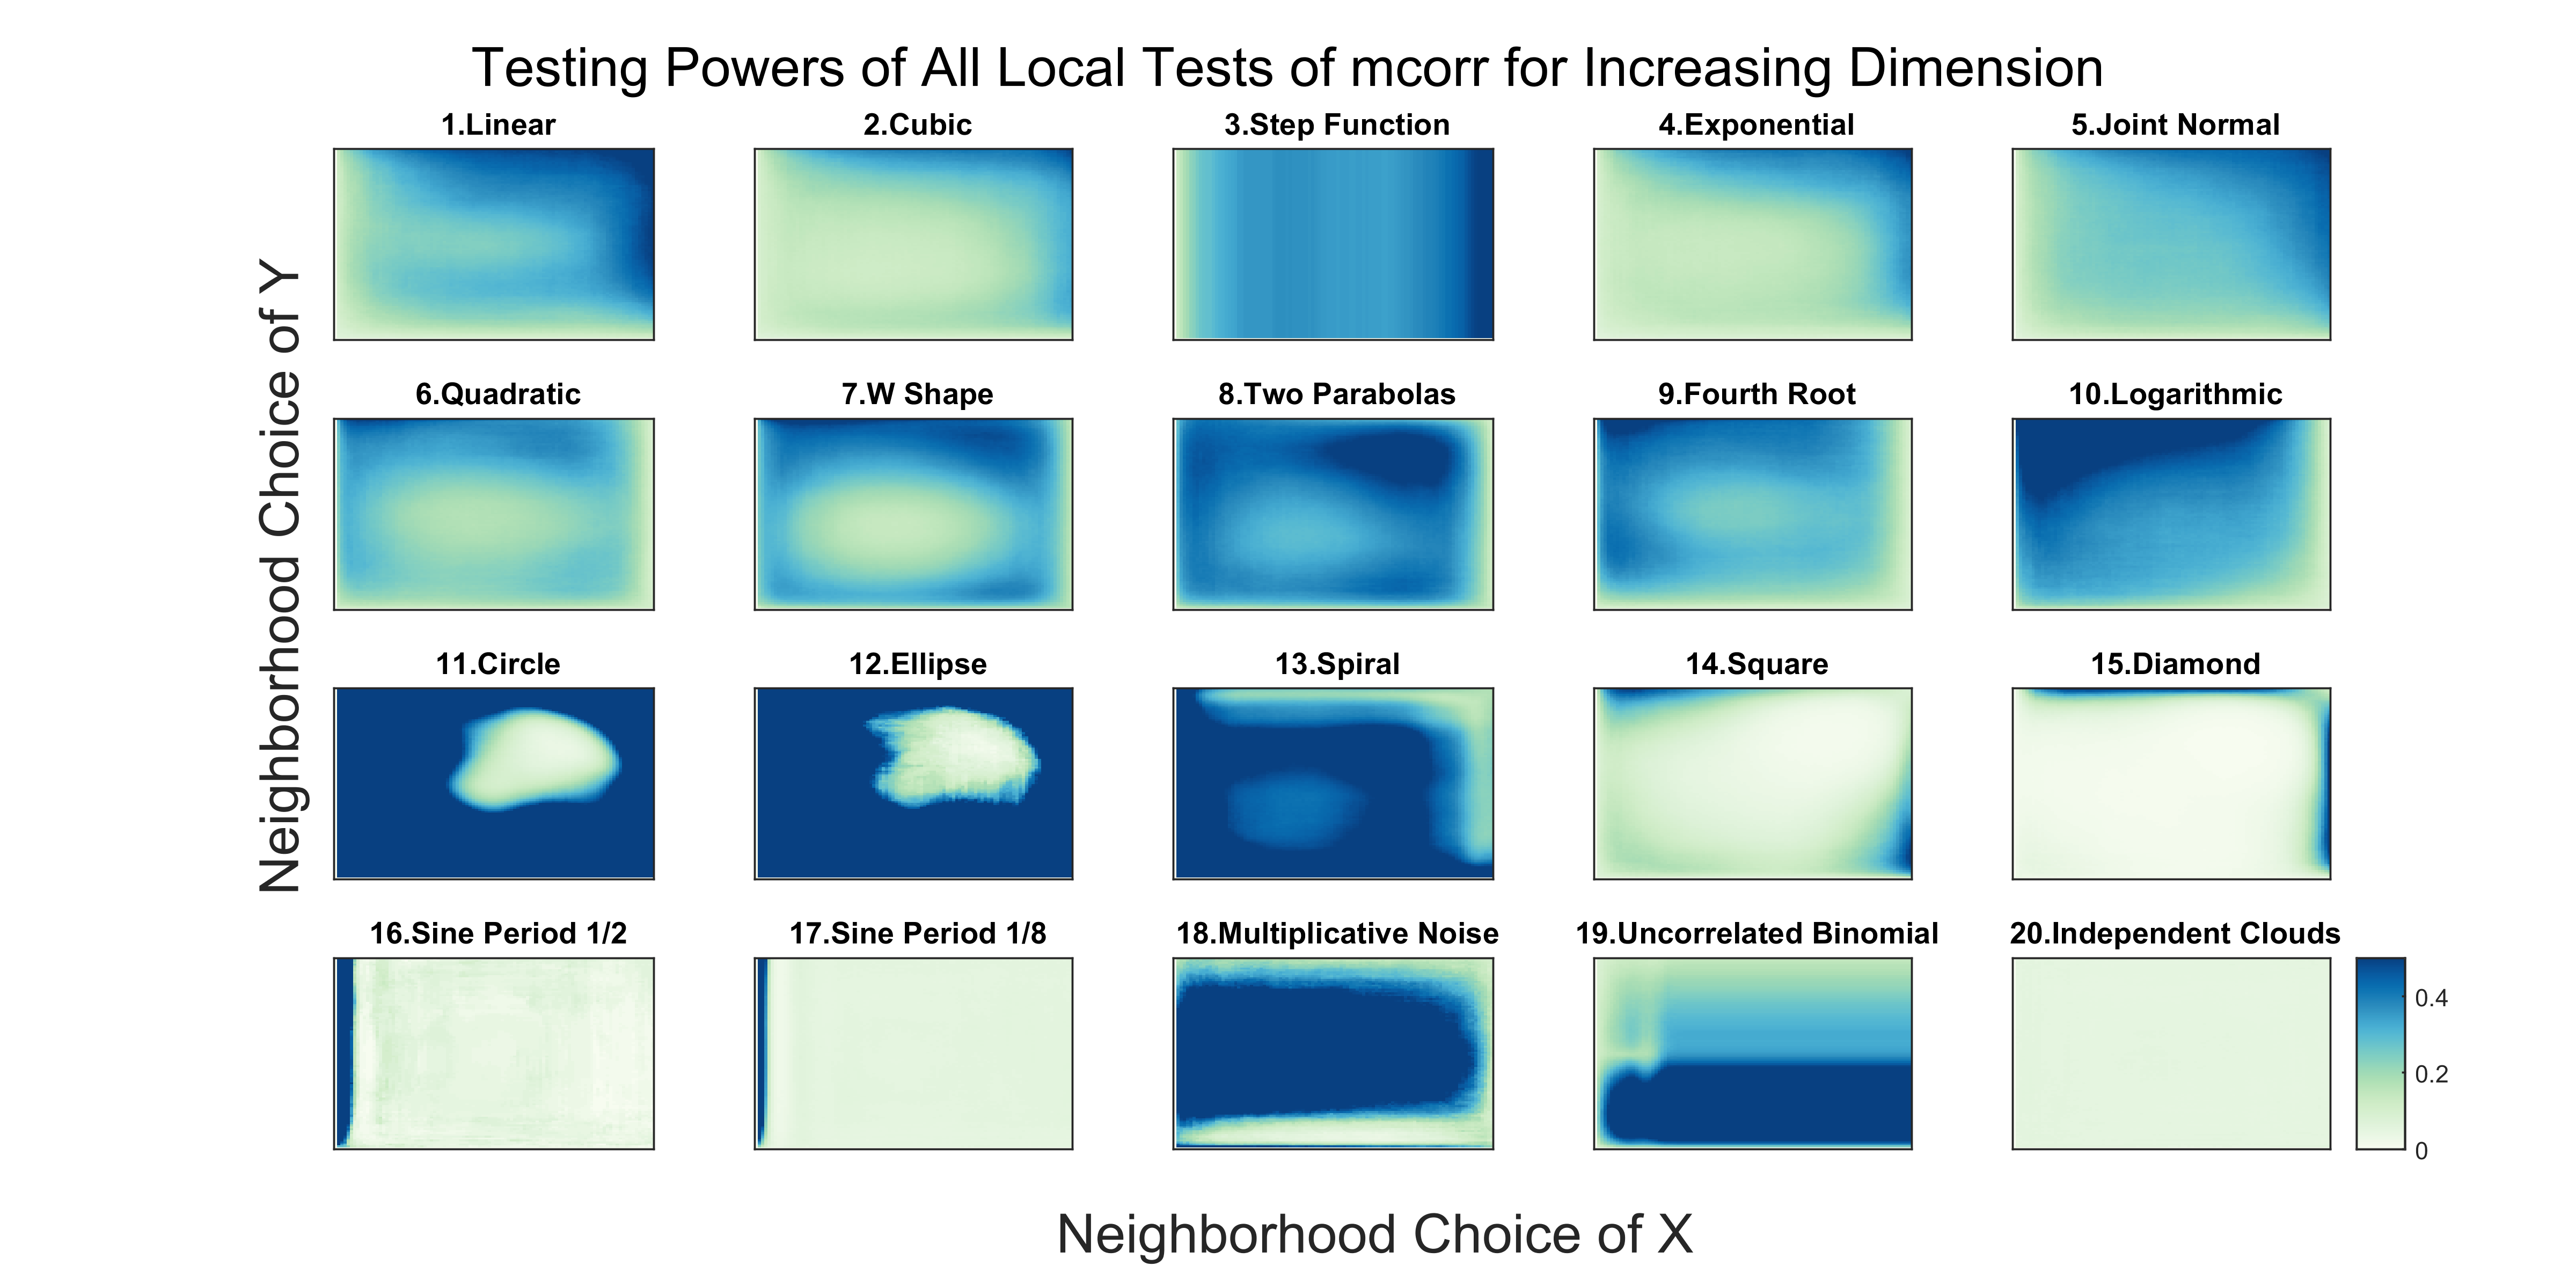 Testing Powers of All Local Tests of mcorr for Increasing Dimension
1.Linear
2.Cubic
3.Step Function
4.Exponential
5.Joint Normal
6.Quadratic
7.W Shape
8.Two Parabolas
9.Fourth Root
10.Logarithmic
11.Circle
12.Ellipse
13.Spiral
14.Square
15.Diamond
16.Sine Period 1/2
17.Sine Period 1/8
18.Multiplicative Noise
19.Uncorrelated Binomial
20.Independent Clouds
0.4
0.2
0
Neighborhood Choice of Y
Neighborhood Choice of X